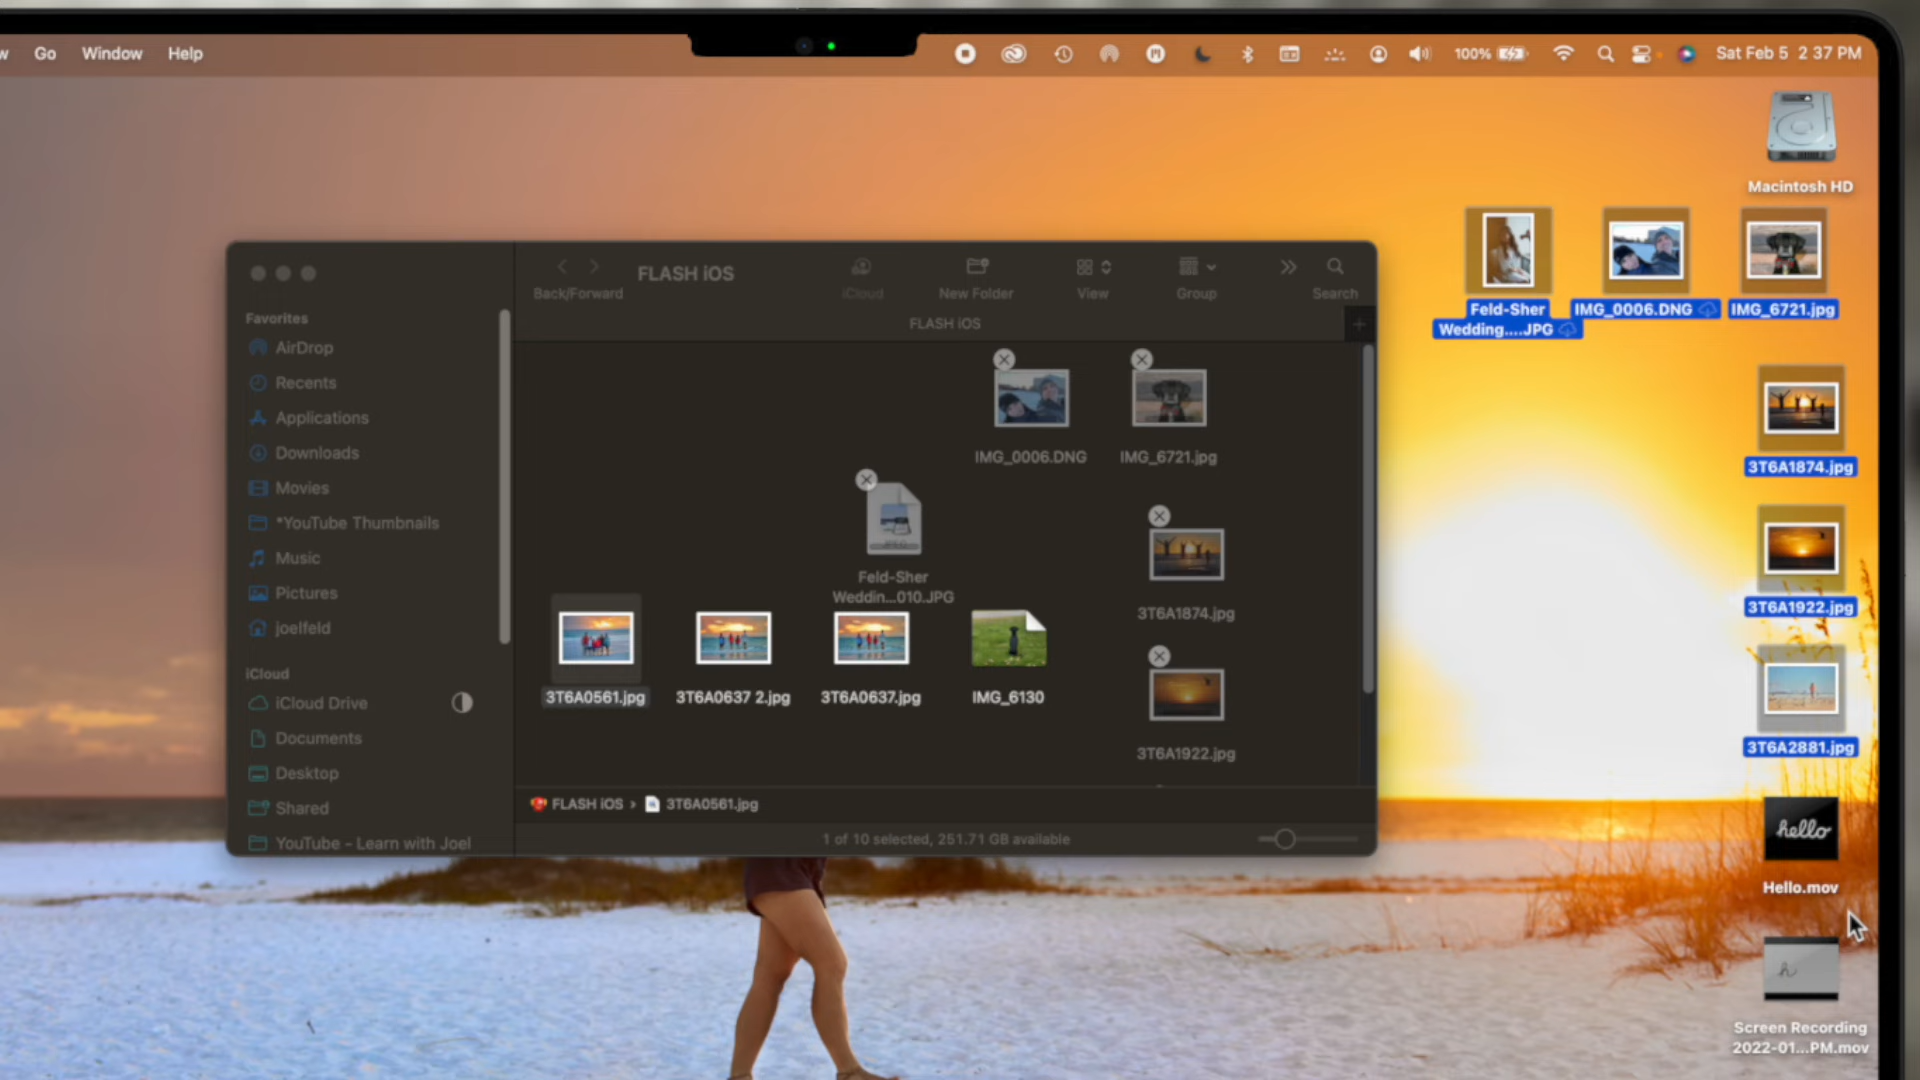 Go Window Help
100%
Sat Feb 5 2 37 PM
Macintosh HD
Feld-Sher
Wedding....JPG
IMG_0006.DNG
IMG_6721.jpg
3T6A1874.jpg
3T6A1922.jpg
3T6A2881.jpg
hello
Hello.mov
Screen Recording
2022-01...PM.mov
FLASH iOS
Back/Forward
iCloud
New Folder
View
Group
Search
FLASH iOS
Favorites
AirDrop
Recents
Applications
Downloads
Movies
*YouTube Thumbnails
Music
Pictures
joelfeld
iCloud
iCloud Drive
Documents
Desktop
Shared
YouTube - Learn with Joel
IMG_0006.DNG
IMG_6721.jpg
Feld-Sher
Weddin...010.JPG
3T6A1874.jpg
3T6A0561.jpg
3T6A0637 2.jpg
3T6A0637.jpg
IMG_6130
3T6A1922.jpg
FLASH iOS › 3T6A0561.jpg
1 of 10 selected, 251.71 GB available